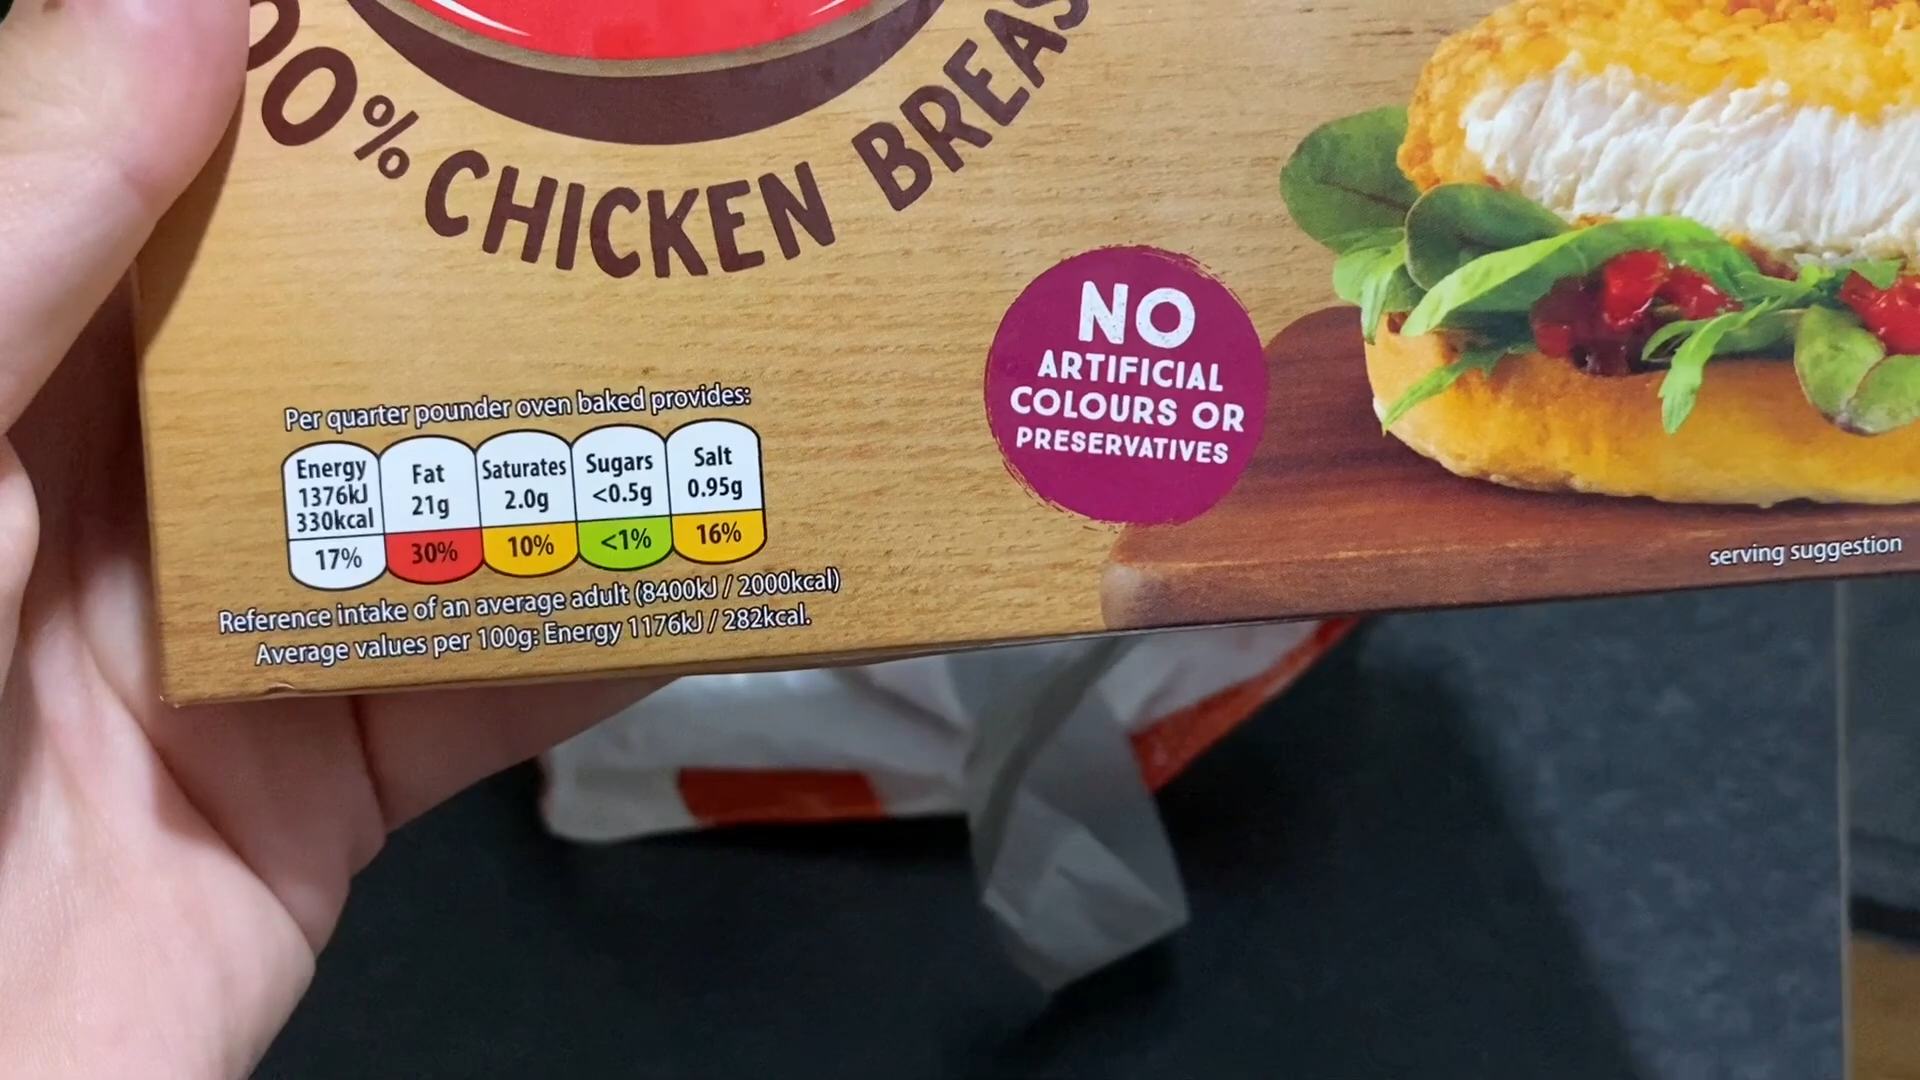 00% CHICKEN BREAS
NO
ARTIFICIAL
COLOURS OR
PRESERVATIVES
Per quarter pounder oven baked provides:
Energy
1376kJ
330kcal
17%
Fat
21g
30%
Saturates
2.0g
10%
Sugars
<0.5g
<1%
Salt
0.95g
16%
Reference intake of an average adult (8400kJ / 2000kcal)
Average values per 100g: Energy 1176kJ / 282kcal.
serving suggestion